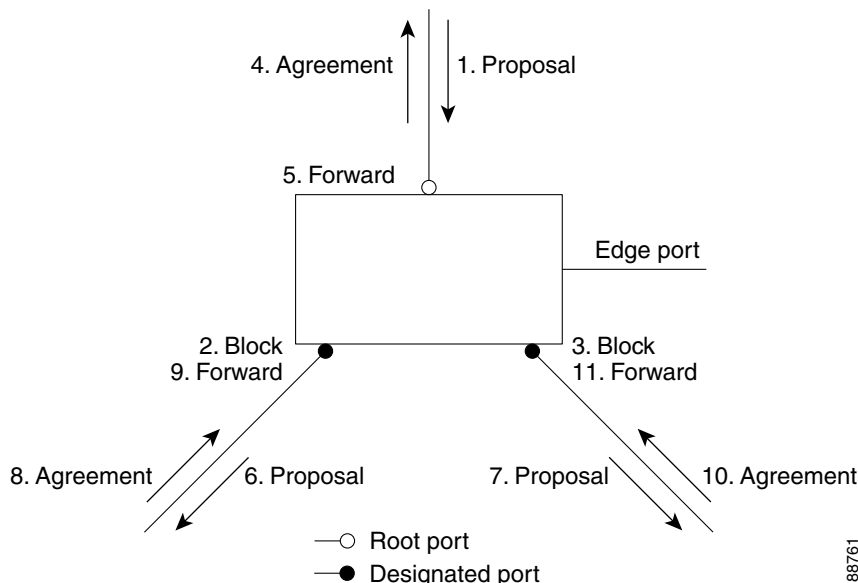 4. Agreement
1. Proposal
5. Forward
Edge port
2. Block
9. Forward
3. Block
11. Forward
8. Agreement
6. Proposal
7. Proposal
10. Agreement
Root port
Designated port
88761